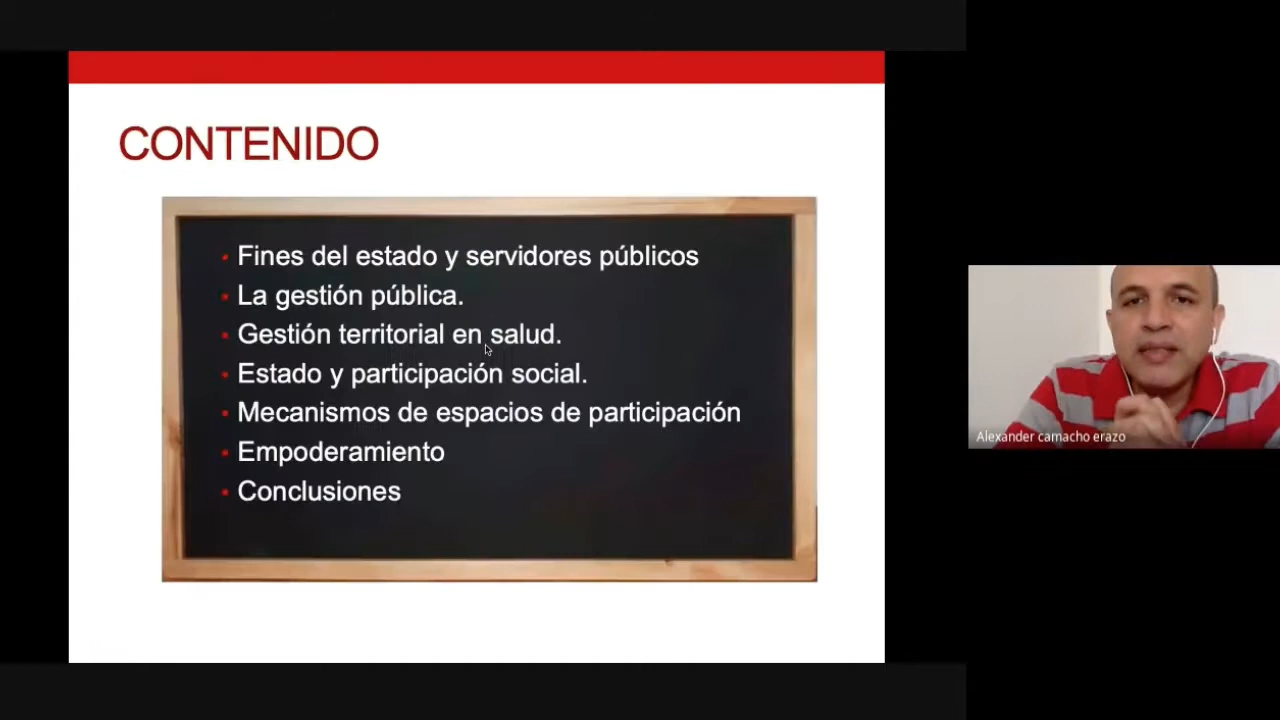 CONTENIDO
Fines del estado y servidores públicos
La gestión pública.
Gestión territorial en salud.
Estado y participación social.
Mecanismos de espacios de participación
Empoderamiento
Conclusiones
Alexander camacho erazo